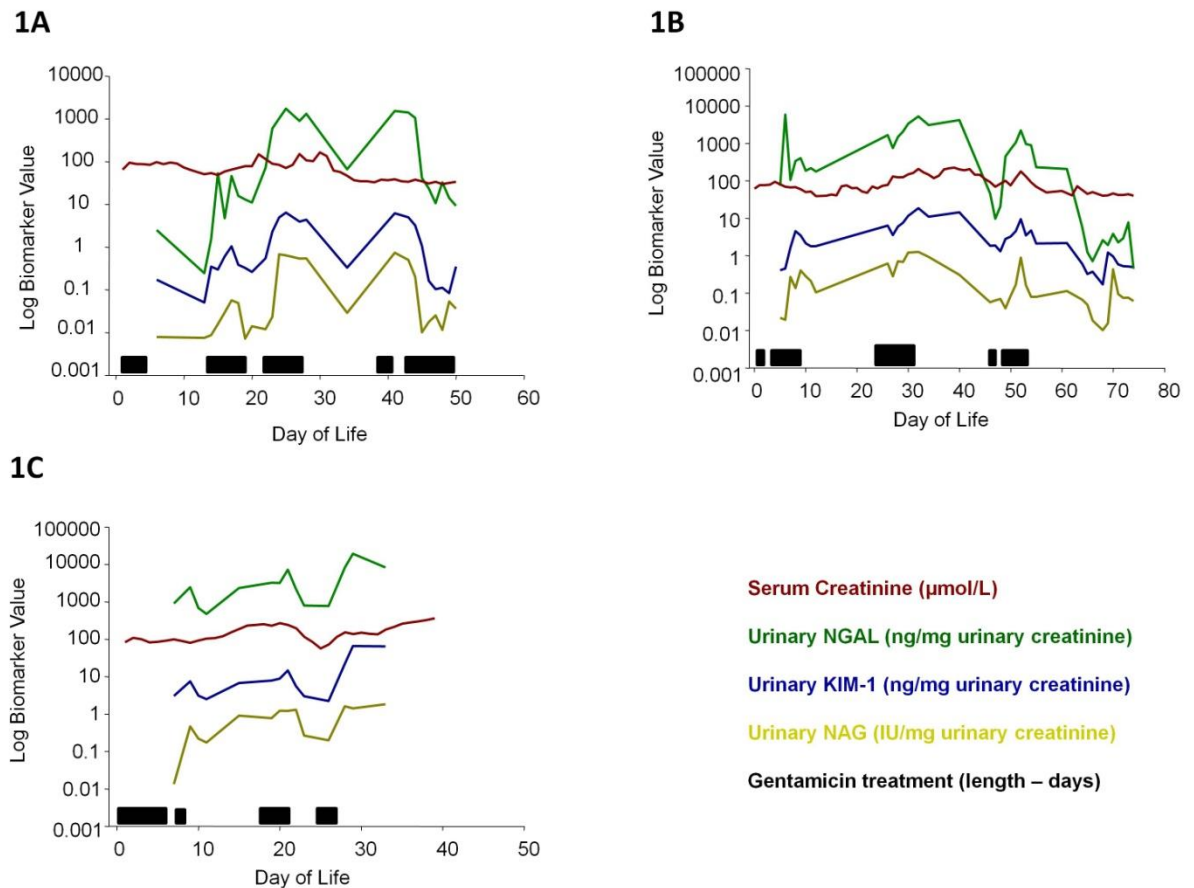 1A
1B
10000
1000
100
10
1
0.1
0.01
0.001
Log Biomarker Value
0 10 20 30 40 50 60
Day of Life
100000
10000
1000
100
10
1
0.1
0.01
0.001
Log Biomarker Value
0 10 20 30 40 50 60 70 80
Day of Life
1C
100000
10000
1000
100
10
1
0.1
0.01
0.001
Log Biomarker Value
0 10 20 30 40 50
Day of Life
Serum Creatinine (µmol/L)
Urinary NGAL (ng/mg urinary creatinine)
Urinary KIM-1 (ng/mg urinary creatinine)
Urinary NAG (IU/mg urinary creatinine)
Gentamicin treatment (length – days)